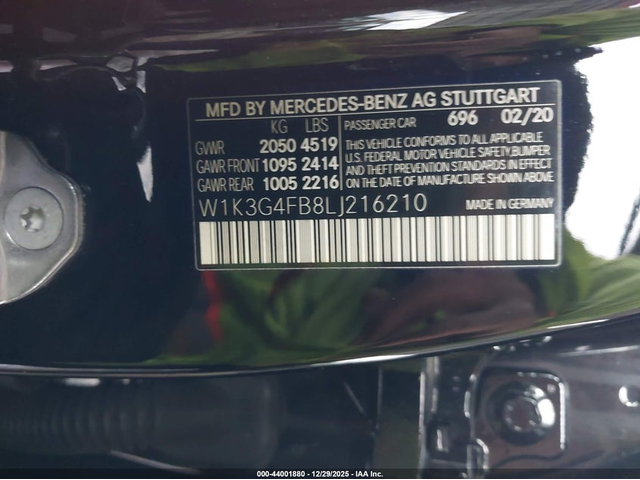 MFD BY MERCEDES-BENZ AG STUTTGART
KG LBS PASSENGER CAR 696 02/20
GVWR 2050 4519
GAWR FRONT 1095 2414
GAWR REAR 1005 2216
THIS VEHICLE CONFORMS TO ALL APPLICABLE
U.S. FEDERAL MOTOR VEHICLE SAFETY, BUMPER
AND THEFT PREVENTION STANDARDS IN EFFECT
ON THE DATE OF MANUFACTURE SHOWN ABOVE.
W1K3G4FB8LJ216210 MADE IN GERMANY
000-44001880 - 12/29/2025 - IAA Inc.